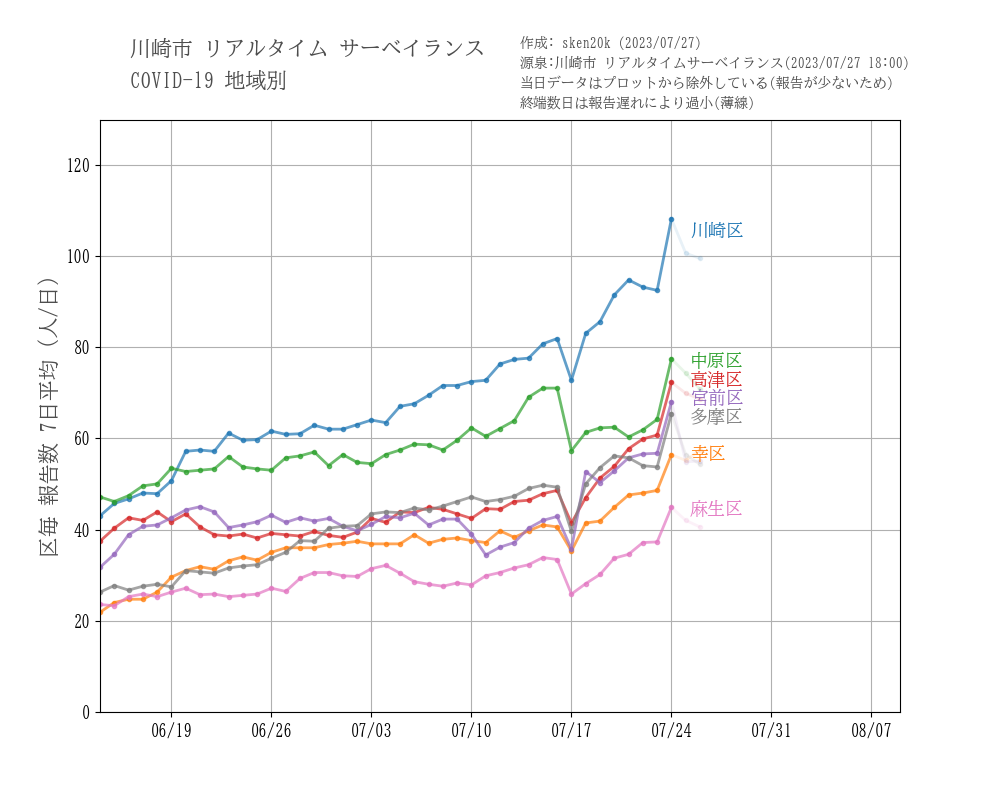 川崎市 リアルタイム サーベイランス
COVID-19 地域別
作成: sken20k (2023/07/27)
源泉:川崎市 リアルタイムサーベイランス(2023/07/27 18:00)
当日データはプロットから除外している(報告が少ないため)
終端数日は報告遅れにより過小(薄線)
区毎 報告数 7日平均 (人/日)
120
100
80
60
40
20
0
川崎区
中原区
高津区
宮前区
多摩区
幸区
麻生区
06/19
06/26
07/03
07/10
07/17
07/24
07/31
08/07